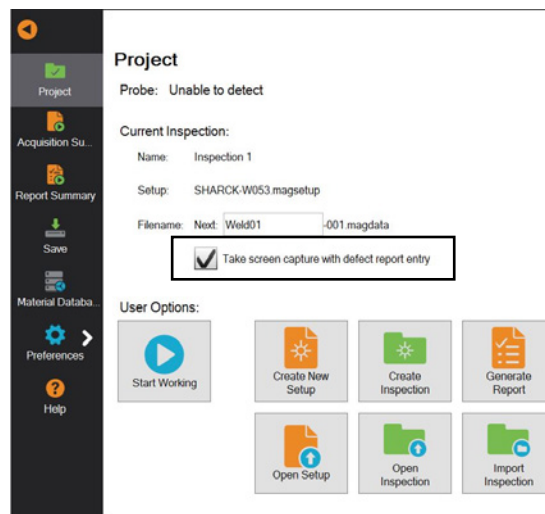 Project
Probe: Unable to detect
Current Inspection:
Name: Inspection 1
Setup: SHARCK-W053.magsetup
Filename: Next: Weld01 -001.magdata
Take screen capture with defect report entry
User Options:
Start Working
Create New
Setup
Create
Inspection
Generate
Report
Open Setup
Open
Inspection
Import
Inspection
Project
Acquisition Su...
Report Summary
Save
Material Databa...
Preferences
Help